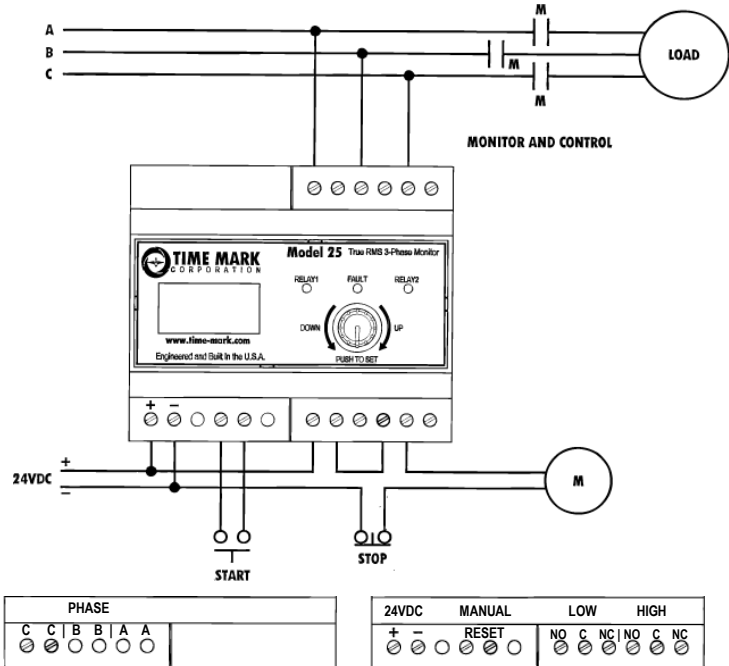 A
B
C
M
M
M
LOAD
MONITOR AND CONTROL
TIME MARK
CORPORATION
Model 25 True RMS 3-Phase Monitor
RELAY1 FAULT RELAY2
DOWN UP
PUSH TO SET
www.time-mark.com
Engineered and Built in the U.S.A.
+ −
24VDC
+
−
M
START
STOP
PHASE
C C | B B | A A
24VDC MANUAL LOW HIGH
+ − RESET NO C NC | NO C NC